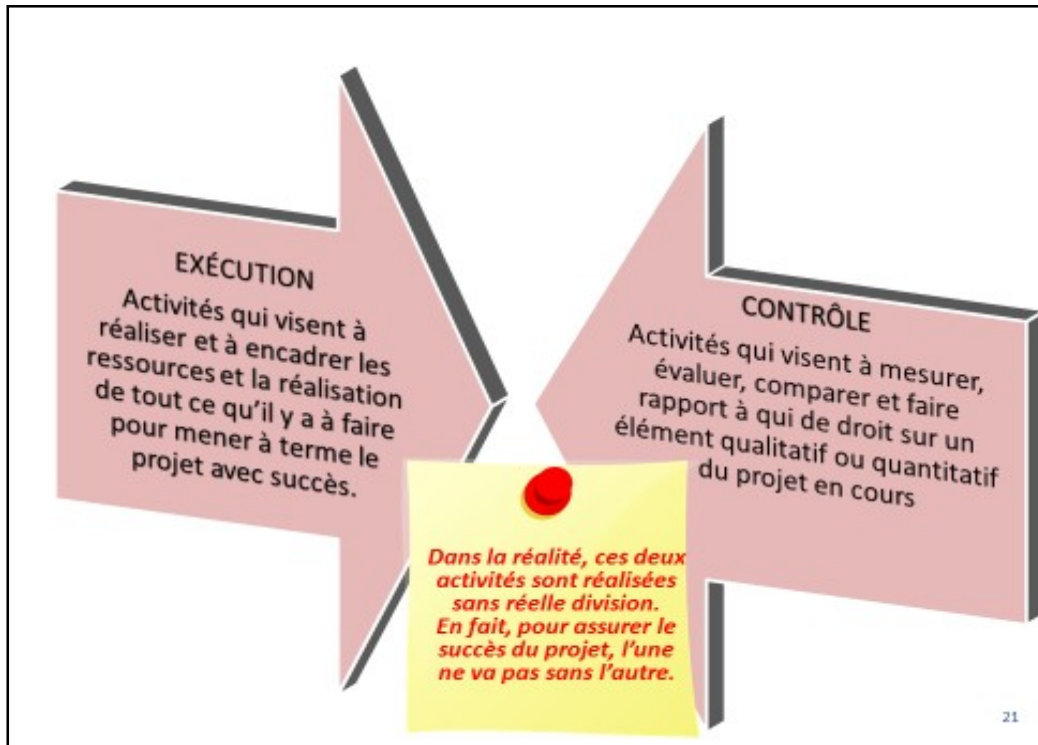 EXÉCUTION
Activités qui visent à
réaliser et à encadrer les
ressources et la réalisation
de tout ce qu'il y a à faire
pour mener à terme le
projet avec succès.
CONTRÔLE
Activités qui visent à mesurer,
évaluer, comparer et faire
rapport à qui de droit sur un
élément qualitatif ou quantitatif
du projet en cours
Dans la réalité, ces deux
activités sont réalisées
sans réelle division.
En fait, pour assurer le
succès du projet, l'une
ne va pas sans l'autre.
21